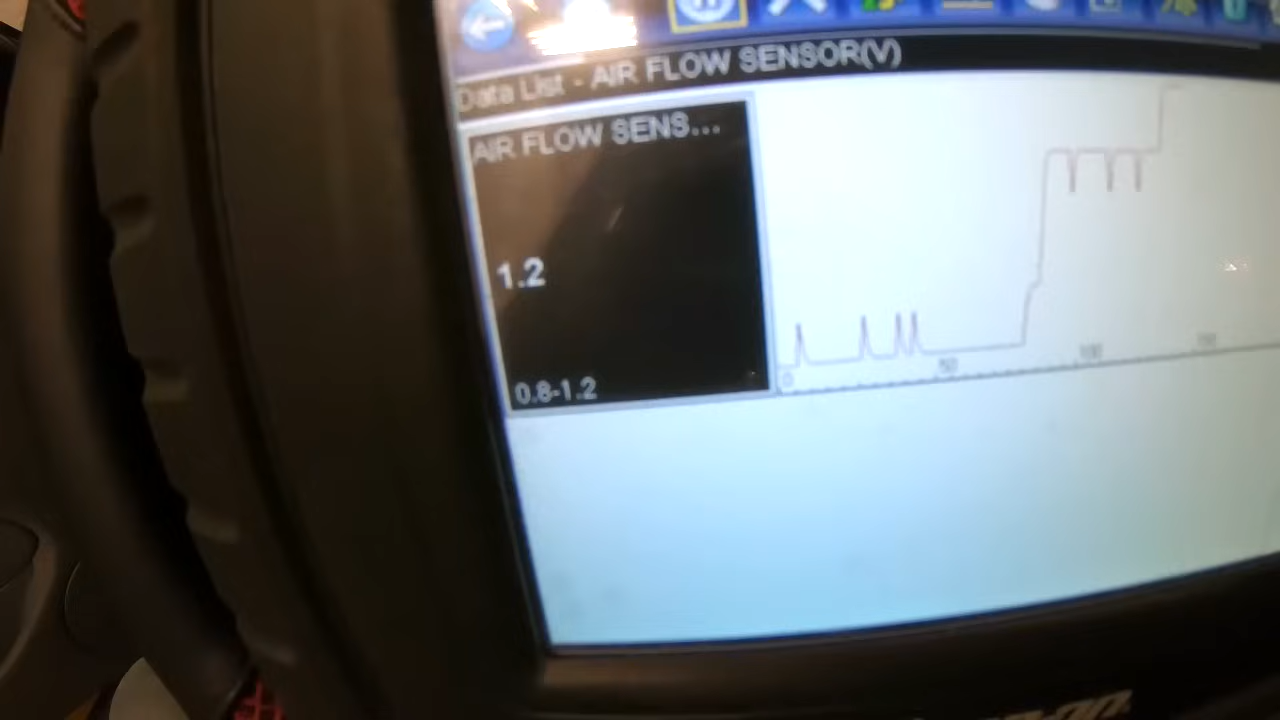 Data List - AIR FLOW SENSOR(V)
AIR FLOW SENS...
1.2
0.8-1.2
0
50
100